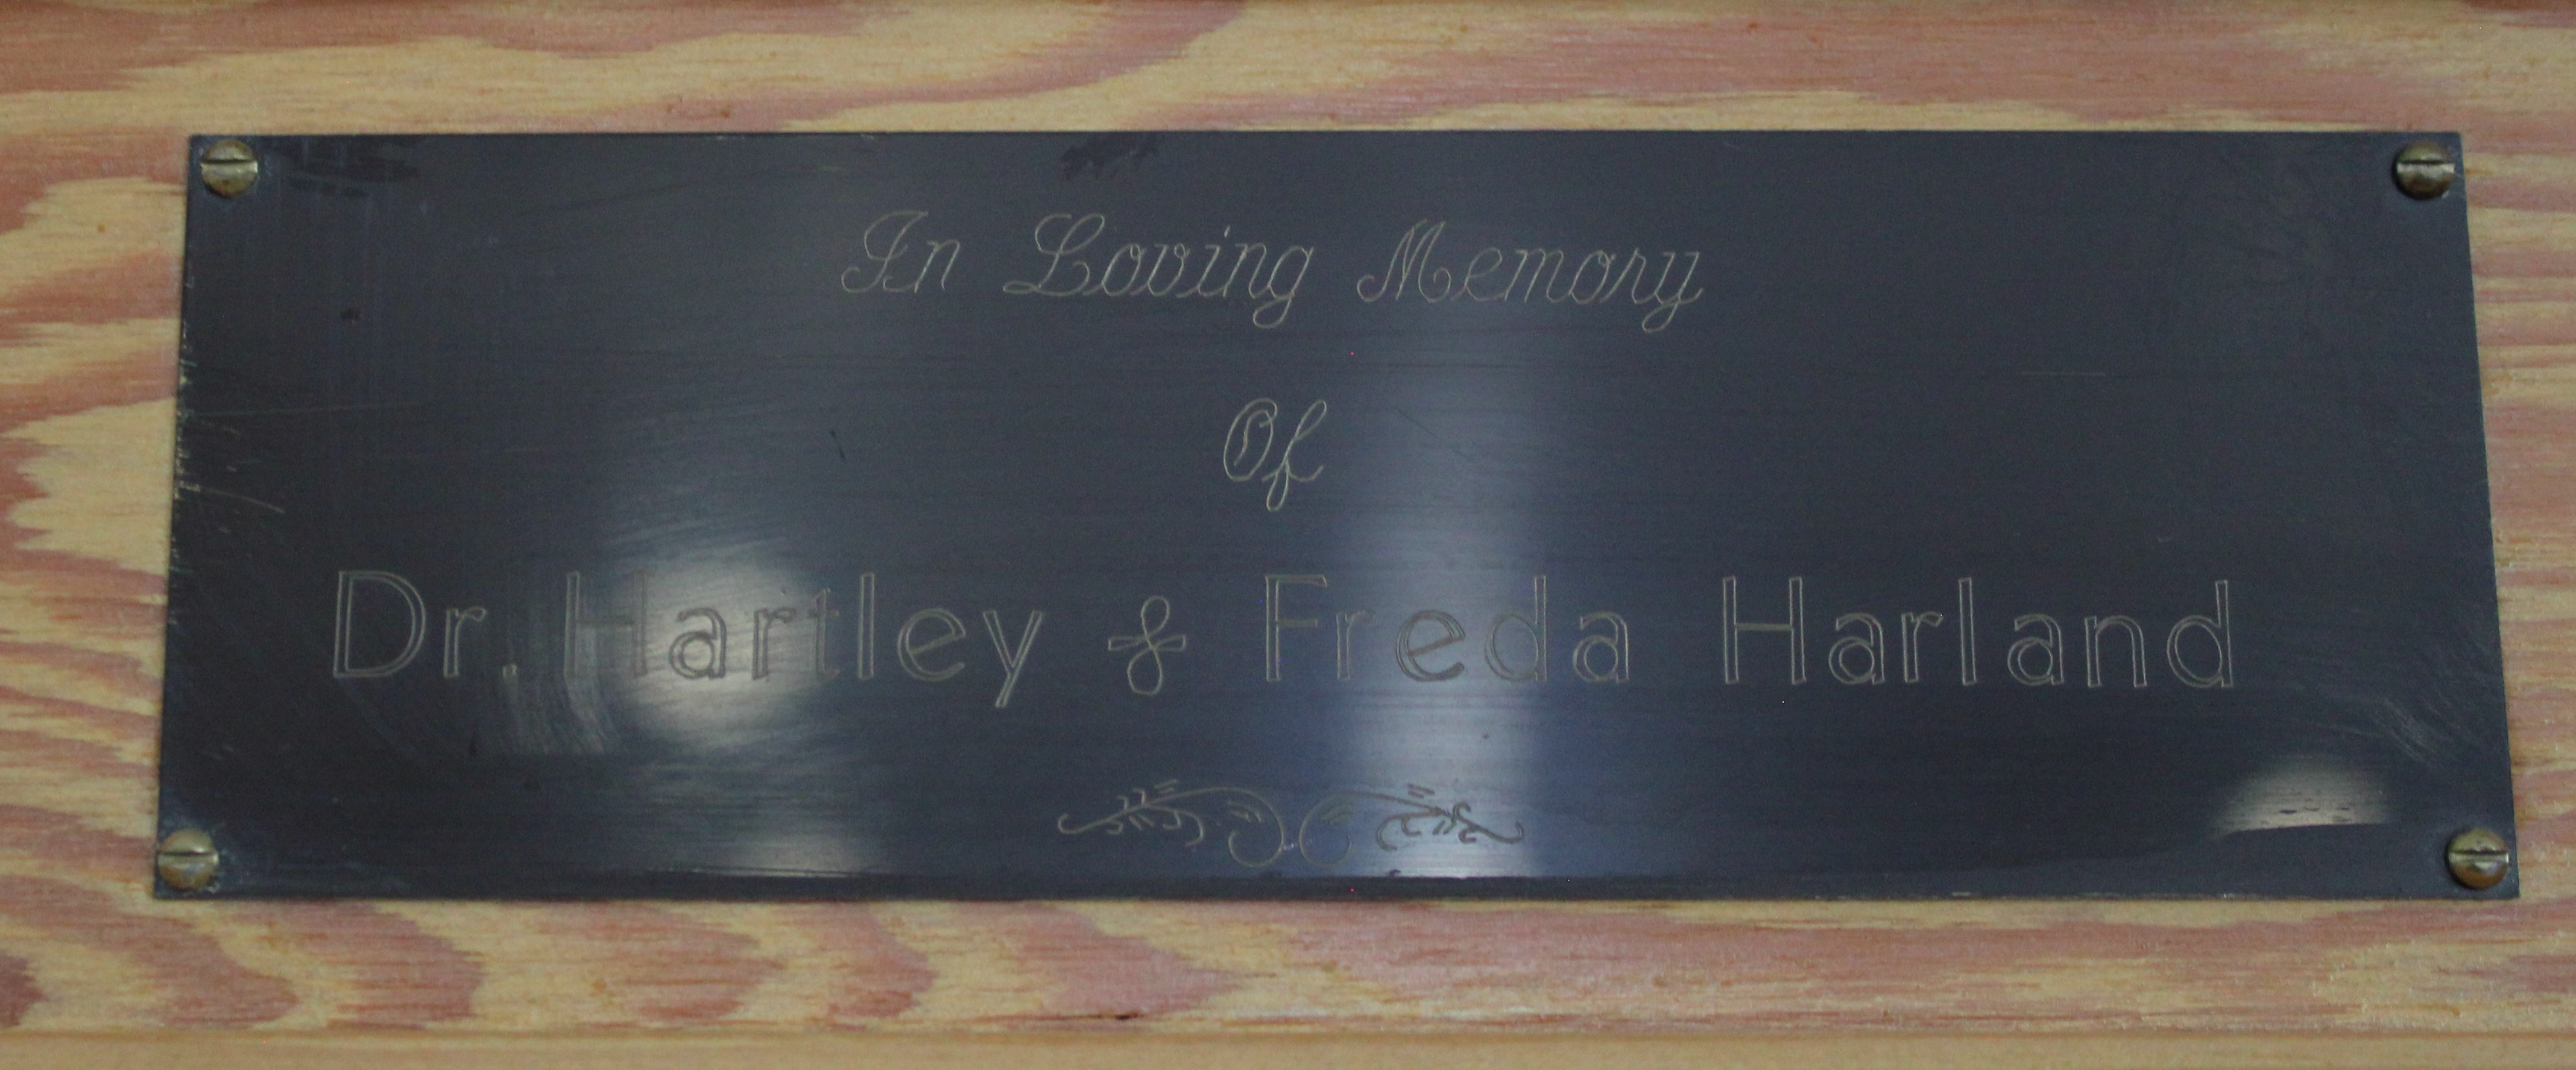 In Loving Memory
Of
Dr. Hartley & Freda Harland